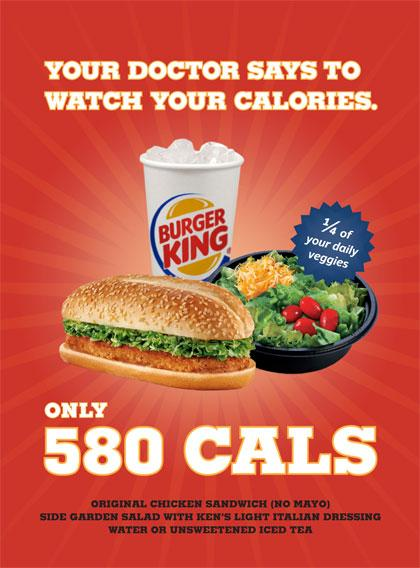 YOUR DOCTOR SAYS TO
WATCH YOUR CALORIES.
BURGER
KING
1/4 of
your daily
veggies
ONLY
580 CALS
ORIGINAL CHICKEN SANDWICH (NO MAYO)
SIDE GARDEN SALAD WITH KEN'S LIGHT ITALIAN DRESSING
WATER OR UNSWEETENED ICED TEA